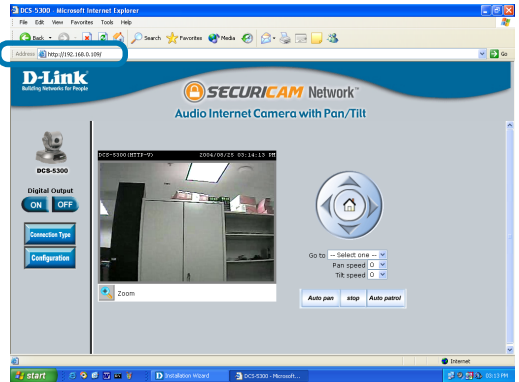 DCS-5300 - Microsoft Internet Explorer
File Edit View Favorites Tools Help
Back Search Favorites Media
Address http://192.168.0.109/ Go
D-Link
Building Networks for People
SECURICAM Network™
Audio Internet Camera with Pan/Tilt
DCS-5300
Digital Output
ON OFF
Connection Type
Configuration
DCS-5300(HTTP-V) 2004/08/25 03:14:13 PM
Zoom
Go to -- Select one --
Pan speed 0
Tilt speed 0
Auto pan stop Auto patrol
Internet
start Installation Wizard DCS-5300 - Microsoft... 03:13 PM